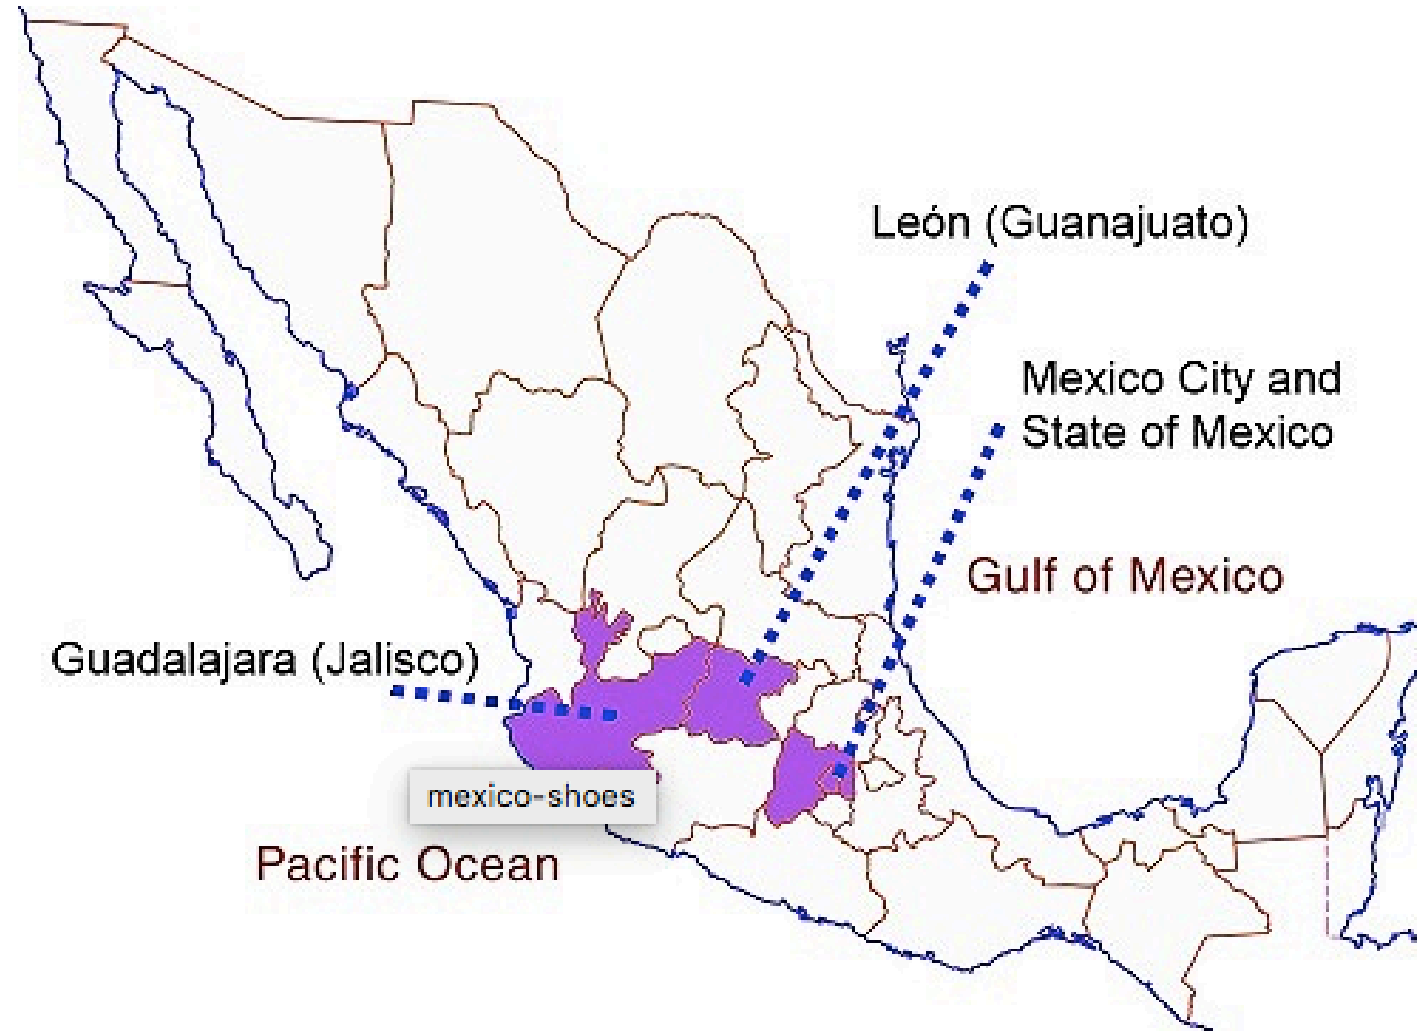 León (Guanajuato)
Mexico City and
State of Mexico
Gulf of Mexico
Guadalajara (Jalisco)
mexico-shoes
Pacific Ocean